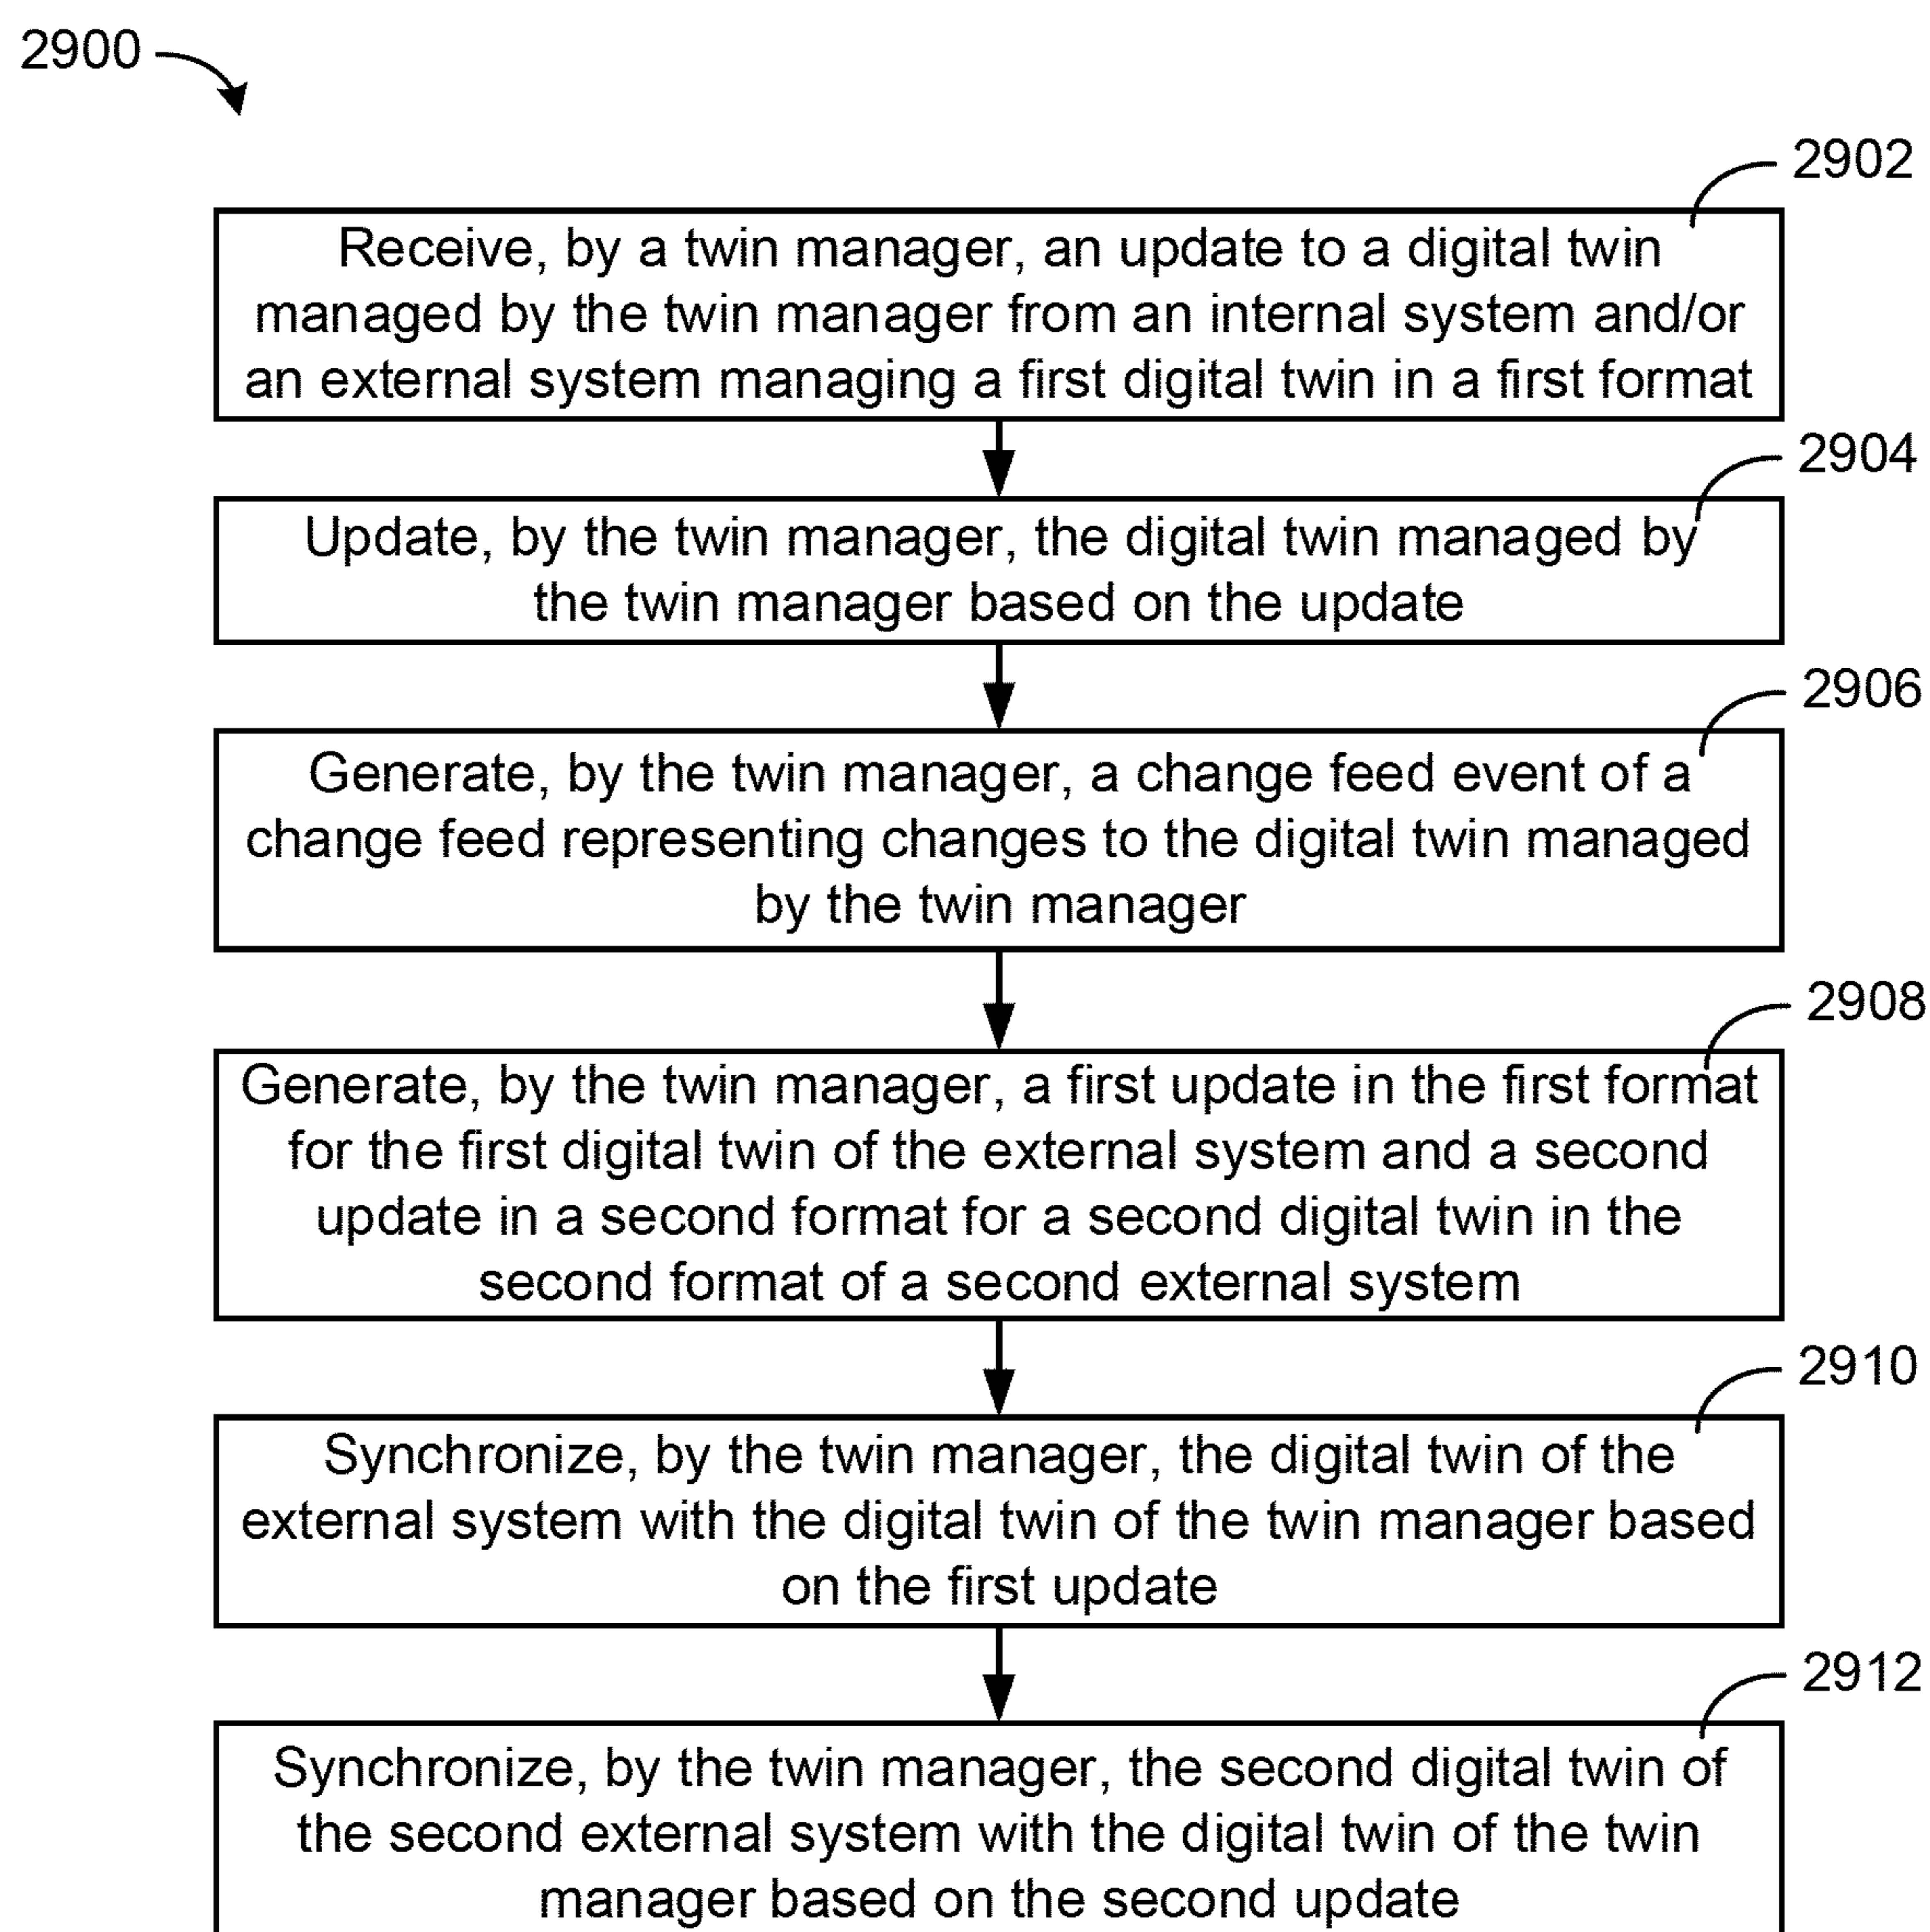 2900
2902
Receive, by a twin manager, an update to a digital twin
managed by the twin manager from an internal system and/or
an external system managing a first digital twin in a first format
2904
Update, by the twin manager, the digital twin managed by
the twin manager based on the update
2906
Generate, by the twin manager, a change feed event of a
change feed representing changes to the digital twin managed
by the twin manager
2908
Generate, by the twin manager, a first update in the first format
for the first digital twin of the external system and a second
update in a second format for a second digital twin in the
second format of a second external system
2910
Synchronize, by the twin manager, the digital twin of the
external system with the digital twin of the twin manager based
on the first update
2912
Synchronize, by the twin manager, the second digital twin of
the second external system with the digital twin of the twin
manager based on the second update